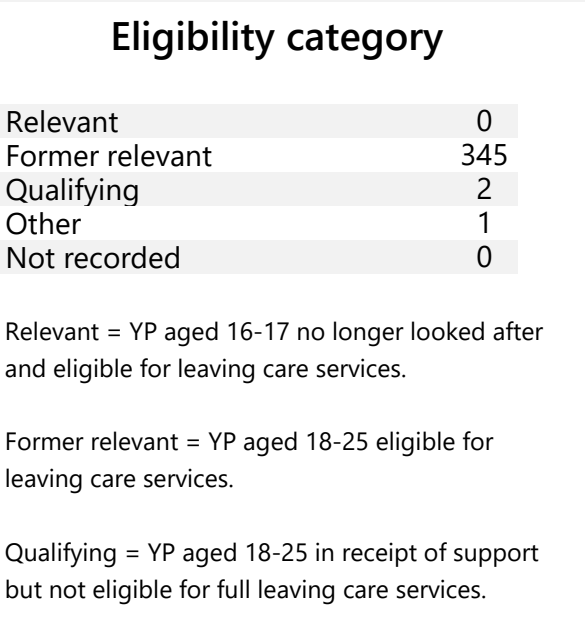 Eligibility category
Relevant 0
Former relevant 345
Qualifying 2
Other 1
Not recorded 0
Relevant = YP aged 16-17 no longer looked after
and eligible for leaving care services.
Former relevant = YP aged 18-25 eligible for
leaving care services.
Qualifying = YP aged 18-25 in receipt of support
but not eligible for full leaving care services.